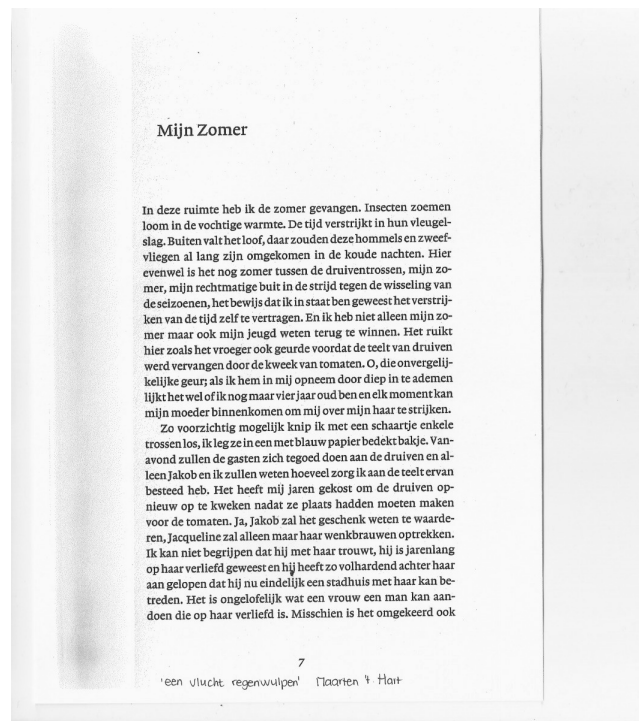 Mijn Zomer
In deze ruimte heb ik de zomer gevangen. Insecten zoemen
loom in de vochtige warmte. De tijd verstrijkt in hun vleugel-
slag. Buiten valt het loof, daar zouden deze hommels en zweef-
vliegen al lang zijn omgekomen in de koude nachten. Hier
evenwel is het nog zomer tussen de druiventrossen, mijn zo-
mer, mijn rechtmatige buit in de strijd tegen de wisseling van
de seizoenen, het bewijs dat ik in staat ben geweest het verstrij-
ken van de tijd zelf te vertragen. En ik heb niet alleen mijn zo-
mer maar ook mijn jeugd weten terug te winnen. Het ruikt
hier zoals het vroeger ook geurde voordat de teelt van druiven
werd vervangen door de kweek van tomaten. O, die onvergelij-
kelijke geur; als ik hem in mij opneem door diep in te ademen
lijkt het wel of ik nog maar vier jaar oud ben en elk moment kan
mijn moeder binnenkomen om mij over mijn haar te strijken.
Zo voorzichtig mogelijk knip ik met een schaartje enkele
trossen los, ik leg ze in een met blauw papier bedekt bakje. Van-
avond zullen de gasten zich tegoed doen aan de druiven en al-
leen Jakob en ik zullen weten hoeveel zorg ik aan de teelt ervan
besteed heb. Het heeft mij jaren gekost om de druiven op-
nieuw op te kweken nadat ze plaats hadden moeten maken
voor de tomaten. Ja, Jakob zal het geschenk weten te waarde-
ren, Jacqueline zal alleen maar haar wenkbrauwen optrekken.
Ik kan niet begrijpen dat hij met haar trouwt, hij is jarenlang
op haar verliefd geweest en hij heeft zo volhardend achter haar
aan gelopen dat hij nu eindelijk een stadhuis met haar kan be-
treden. Het is ongelofelijk wat een vrouw een man kan aan-
doen die op haar verliefd is. Misschien is het omgekeerd ook
7
'een vlucht regenwulpen' Maarten 't Hart